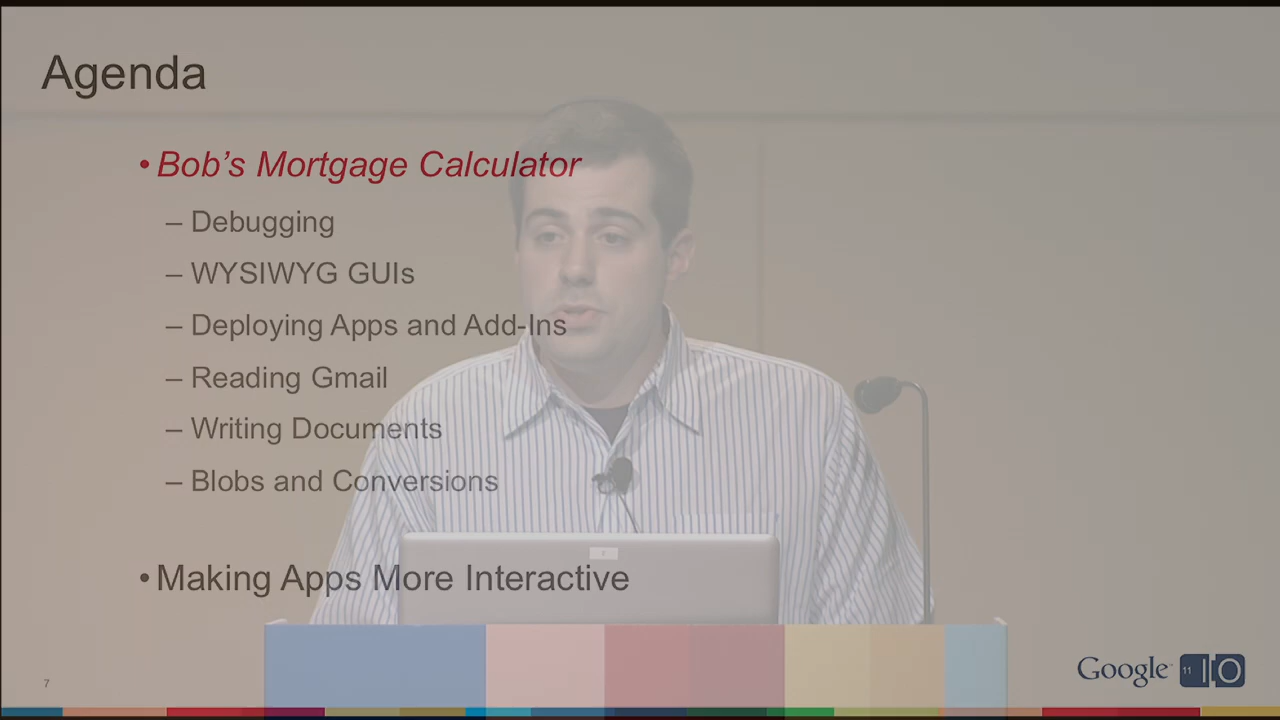 Agenda
• Bob's Mortgage Calculator
– Debugging
– WYSIWYG GUIs
– Deploying Apps and Add-Ins
– Reading Gmail
– Writing Documents
– Blobs and Conversions
• Making Apps More Interactive
7
Google 11 IO